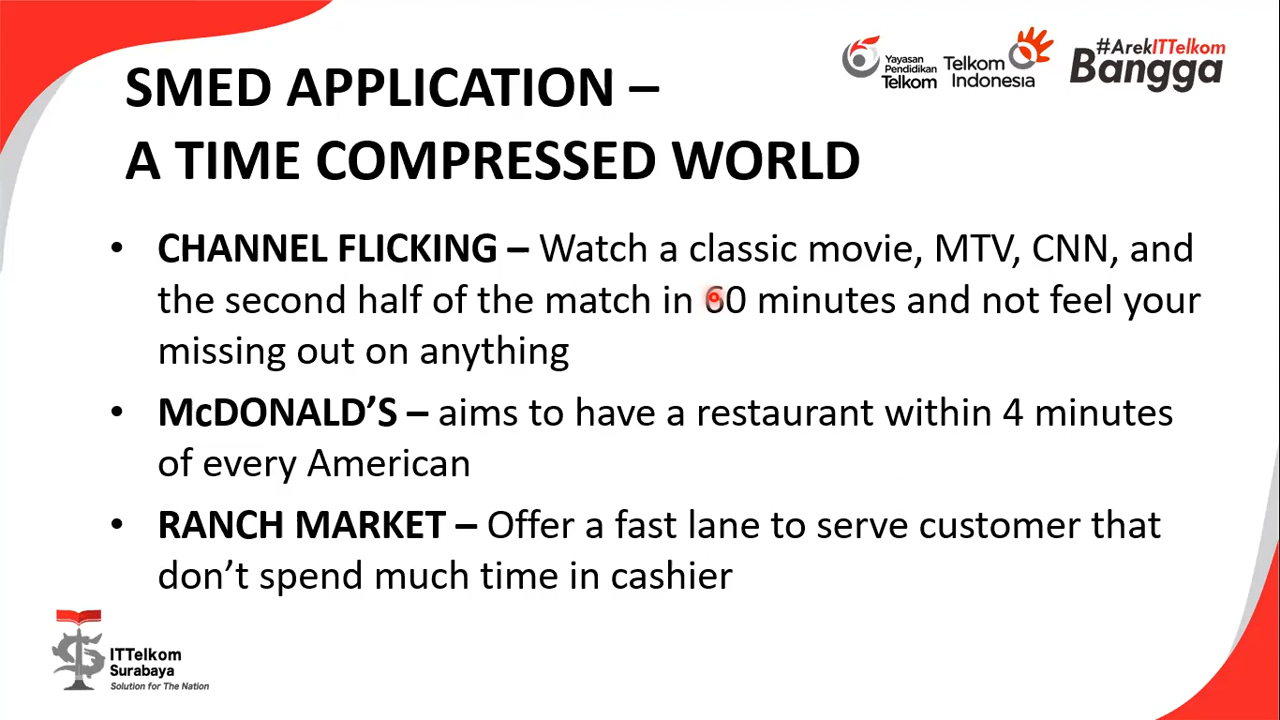 SMED APPLICATION –
A TIME COMPRESSED WORLD
Yayasan
Pendidikan
Telkom
Telkom
Indonesia
#ArekITTelkom
Bangga
• CHANNEL FLICKING – Watch a classic movie, MTV, CNN, and
the second half of the match in 60 minutes and not feel your
missing out on anything
• McDONALD’S – aims to have a restaurant within 4 minutes
of every American
• RANCH MARKET – Offer a fast lane to serve customer that
don’t spend much time in cashier
ITTelkom
Surabaya
Solution for The Nation